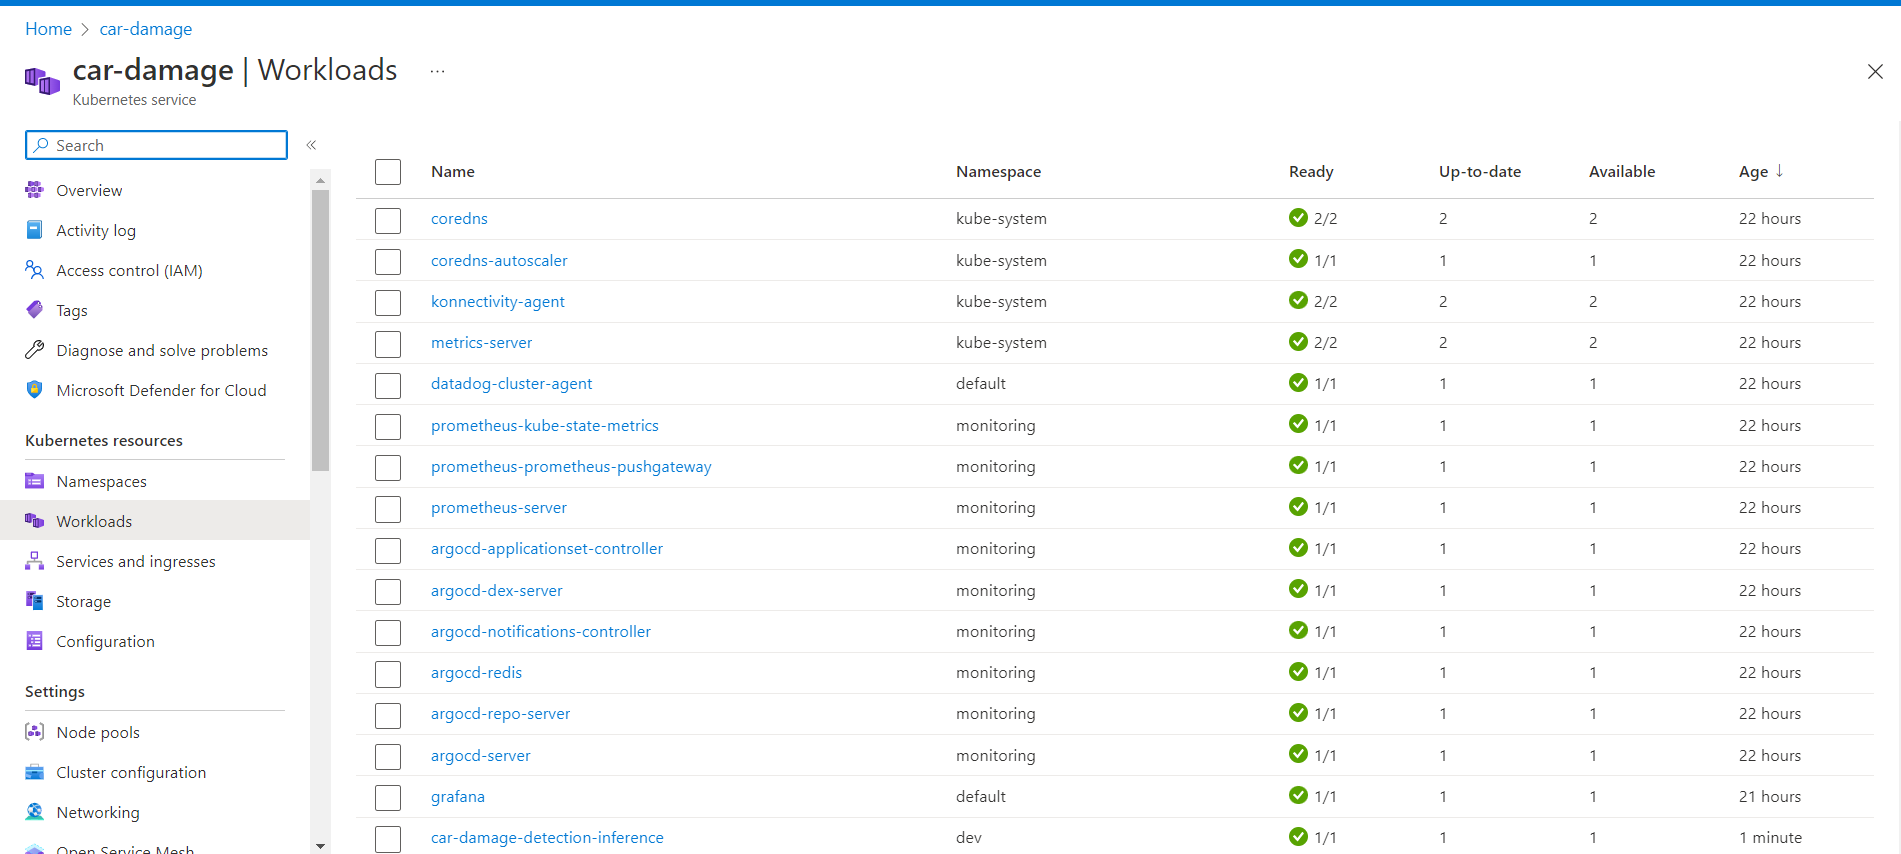 Home > car-damage
car-damage | Workloads ...
Kubernetes service
Search «
Overview
Activity log
Access control (IAM)
Tags
Diagnose and solve problems
Microsoft Defender for Cloud
Kubernetes resources
Namespaces
Workloads
Services and ingresses
Storage
Configuration
Settings
Node pools
Cluster configuration
Networking
Open Service Mesh
Name Namespace Ready Up-to-date Available Age ↓
coredns kube-system 2/2 2 2 22 hours
coredns-autoscaler kube-system 1/1 1 1 22 hours
konnectivity-agent kube-system 2/2 2 2 22 hours
metrics-server kube-system 2/2 2 2 22 hours
datadog-cluster-agent default 1/1 1 1 22 hours
prometheus-kube-state-metrics monitoring 1/1 1 1 22 hours
prometheus-prometheus-pushgateway monitoring 1/1 1 1 22 hours
prometheus-server monitoring 1/1 1 1 22 hours
argocd-applicationset-controller monitoring 1/1 1 1 22 hours
argocd-dex-server monitoring 1/1 1 1 22 hours
argocd-notifications-controller monitoring 1/1 1 1 22 hours
argocd-redis monitoring 1/1 1 1 22 hours
argocd-repo-server monitoring 1/1 1 1 22 hours
argocd-server monitoring 1/1 1 1 22 hours
grafana default 1/1 1 1 21 hours
car-damage-detection-inference dev 1/1 1 1 1 minute